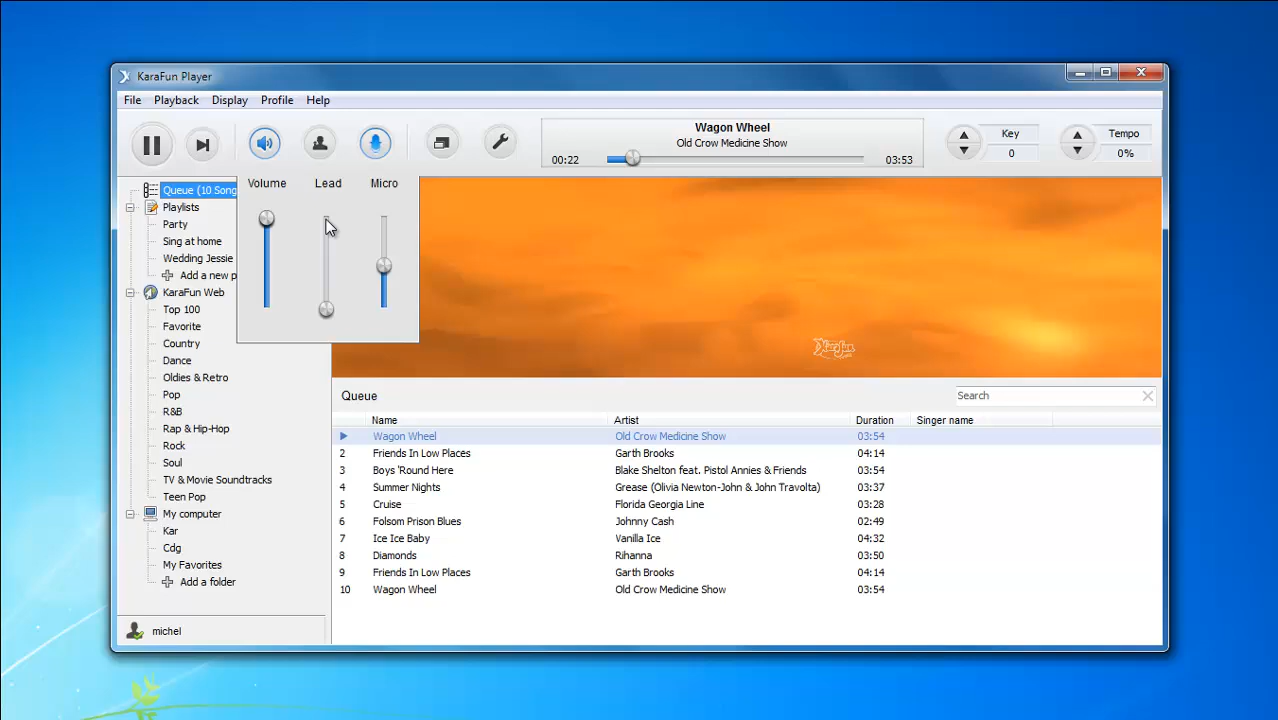 KaraFun Player
File Playback Display Profile Help
Wagon Wheel
Old Crow Medicine Show
00:22 03:53
Key
0
Tempo
0%
Volume Lead Micro
Queue (10 Song
Playlists
Party
Sing at home
Wedding Jessie
Add a new p
KaraFun Web
Top 100
Favorite
Country
Dance
Oldies & Retro
Pop
R&B
Rap & Hip-Hop
Rock
Soul
TV & Movie Soundtracks
Teen Pop
My computer
Kar
Cdg
My Favorites
Add a folder
michel
KaraFun
Queue Search
Name Artist Duration Singer name
Wagon Wheel Old Crow Medicine Show 03:54
2 Friends In Low Places Garth Brooks 04:14
3 Boys 'Round Here Blake Shelton feat. Pistol Annies & Friends 03:54
4 Summer Nights Grease (Olivia Newton-John & John Travolta) 03:37
5 Cruise Florida Georgia Line 03:28
6 Folsom Prison Blues Johnny Cash 02:49
7 Ice Ice Baby Vanilla Ice 04:32
8 Diamonds Rihanna 03:50
9 Friends In Low Places Garth Brooks 04:14
10 Wagon Wheel Old Crow Medicine Show 03:54